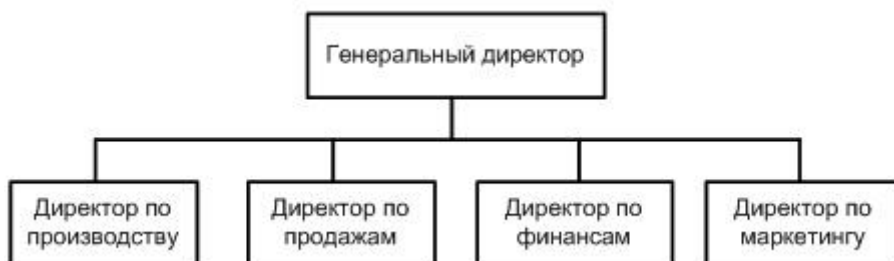 Генеральный директор
Директор по
производству
Директор по
продажам
Директор по
финансам
Директор по
маркетингу